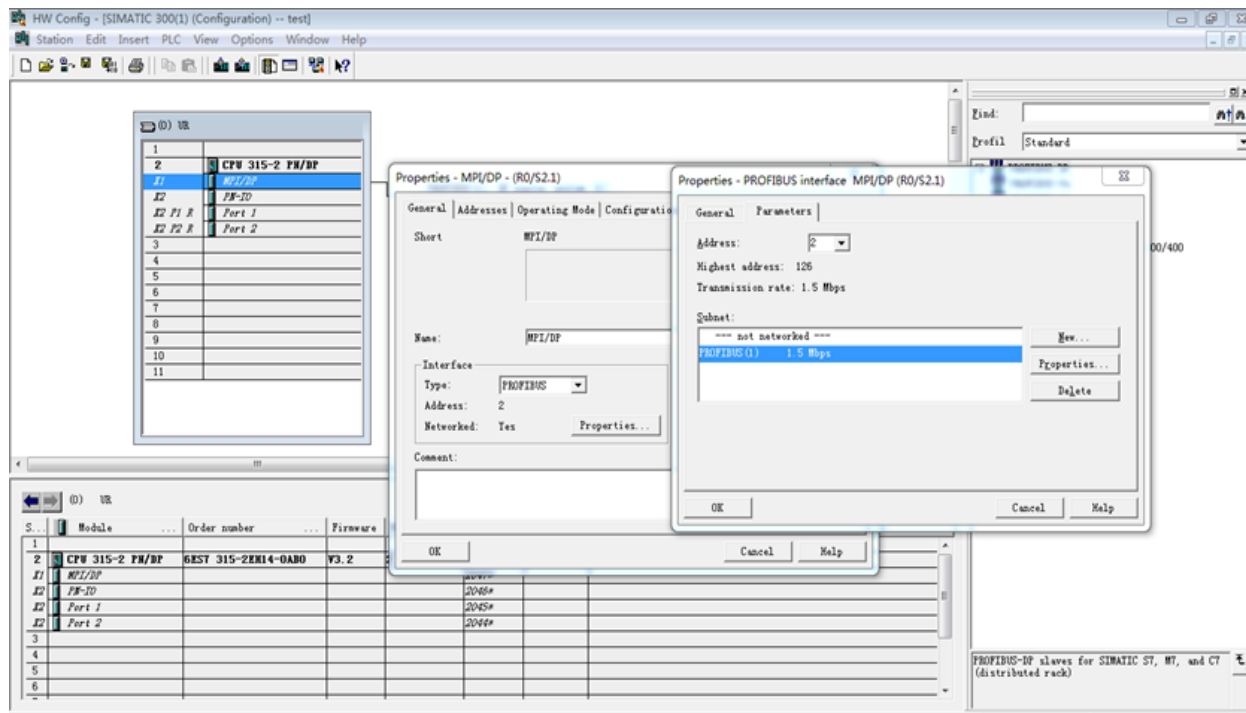 HW Config - [SIMATIC 300(1) (Configuration) -- test]
Station Edit Insert PLC View Options Window Help
(0) UR
1
2 CPU 315-2 PN/DP
X1 MPI/DP
X2 PN-IO
X2 P1 R Port 1
X2 P2 R Port 2
3
4
5
6
7
8
9
10
11
Properties - MPI/DP - (R0/S2.1)
General Addresses Operating Mode Configuratio
Short MPI/DP
Name: MPI/DP
Interface
Type: PROFIBUS
Address: 2
Networked: Yes Properties...
Comment:
OK Cancel Help
Properties - PROFIBUS interface MPI/DP (R0/S2.1)
General Parameters
Address: 2
Highest address: 126
Transmission rate: 1.5 Mbps
Subnet:
--- not networked --- New...
PROFIBUS(1) 1.5 Mbps Properties...
Delete
OK Cancel Help
Find:
Profil Standard
00/400
(0) UR
S... Module ... Order number ... Firmware
1
2 CPU 315-2 PN/DP 6ES7 315-2EH14-0AB0 V3.2
X1 MPI/DP
X2 PN-IO 2046*
X2 Port 1 2045*
X2 Port 2 2044*
3
4
5
6
PROFIBUS-DP slaves for SIMATIC S7, M7, and C7
(distributed rack)